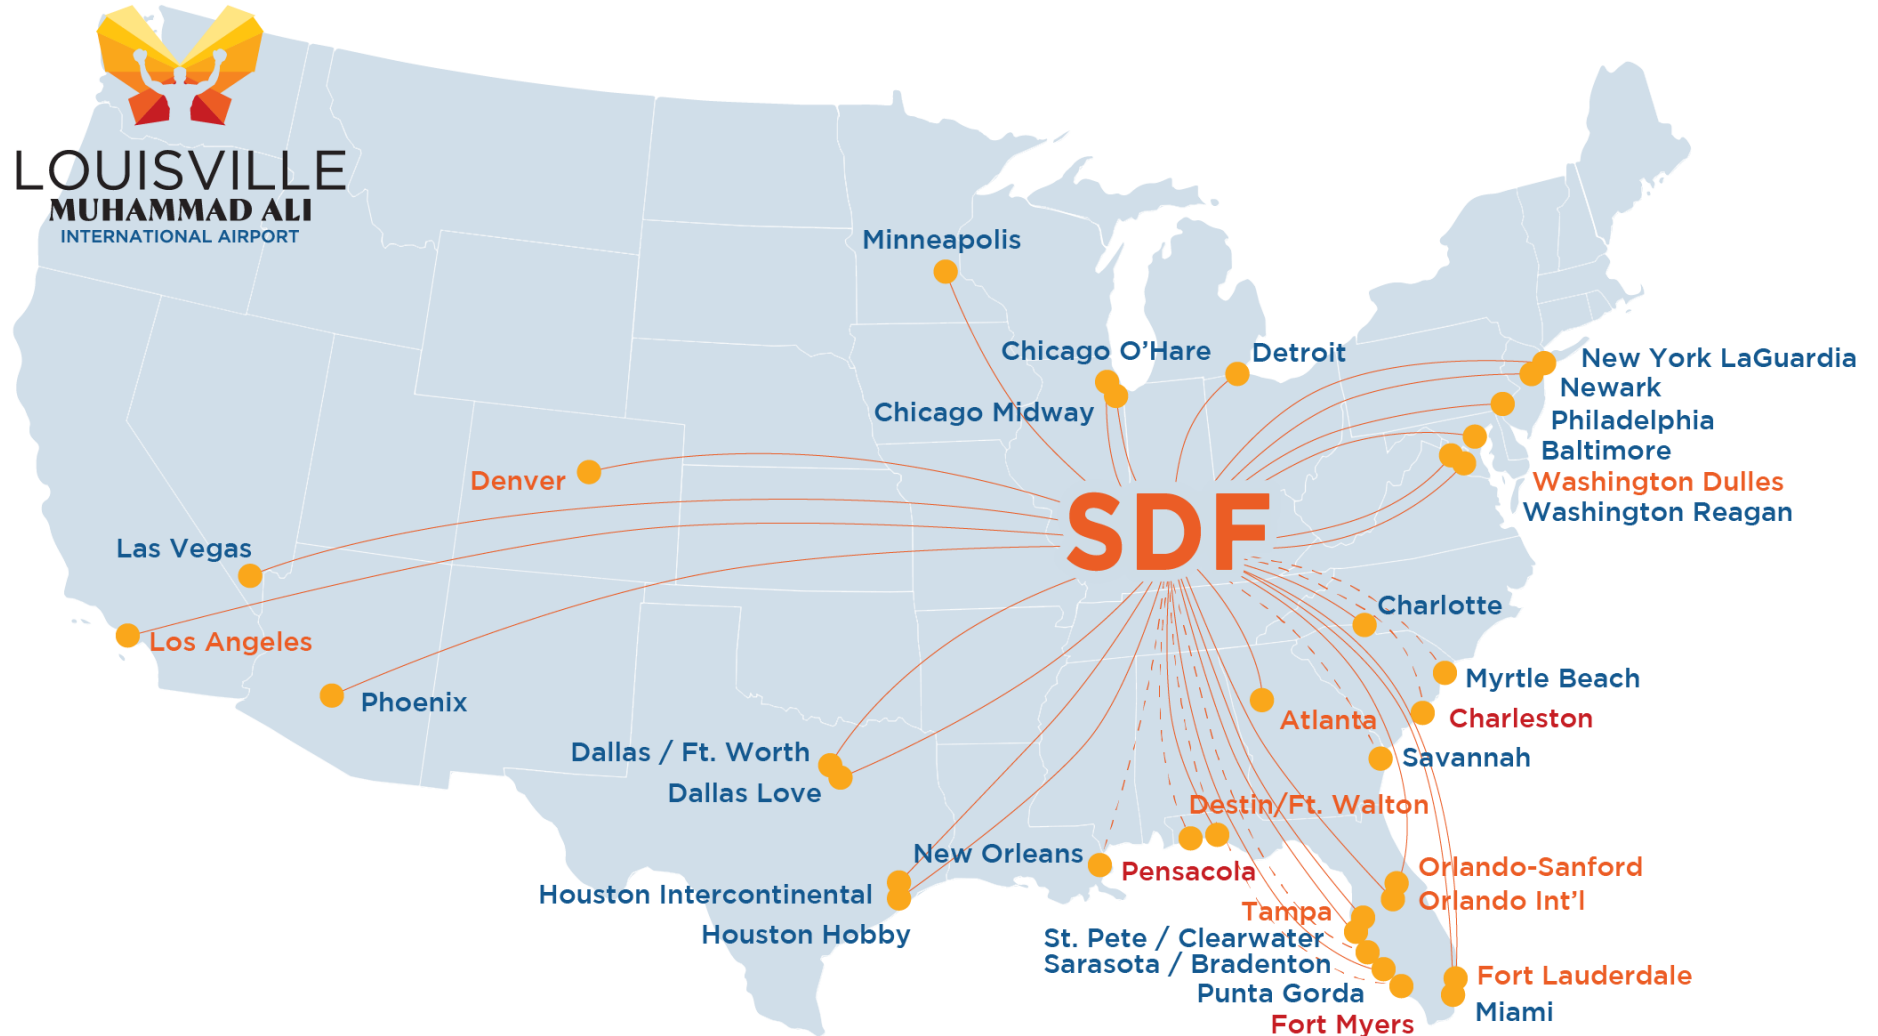 LOUISVILLE
MUHAMMAD ALI
INTERNATIONAL AIRPORT
Minneapolis
Chicago O’Hare
Detroit
Chicago Midway
New York LaGuardia
Newark
Philadelphia
Baltimore
Washington Dulles
Washington Reagan
Denver
SDF
Las Vegas
Los Angeles
Phoenix
Charlotte
Myrtle Beach
Charleston
Atlanta
Savannah
Dallas / Ft. Worth
Dallas Love
Destin/Ft. Walton
New Orleans
Pensacola
Houston Intercontinental
Houston Hobby
Orlando-Sanford
Orlando Int’l
Tampa
St. Pete / Clearwater
Sarasota / Bradenton
Punta Gorda
Fort Myers
Fort Lauderdale
Miami